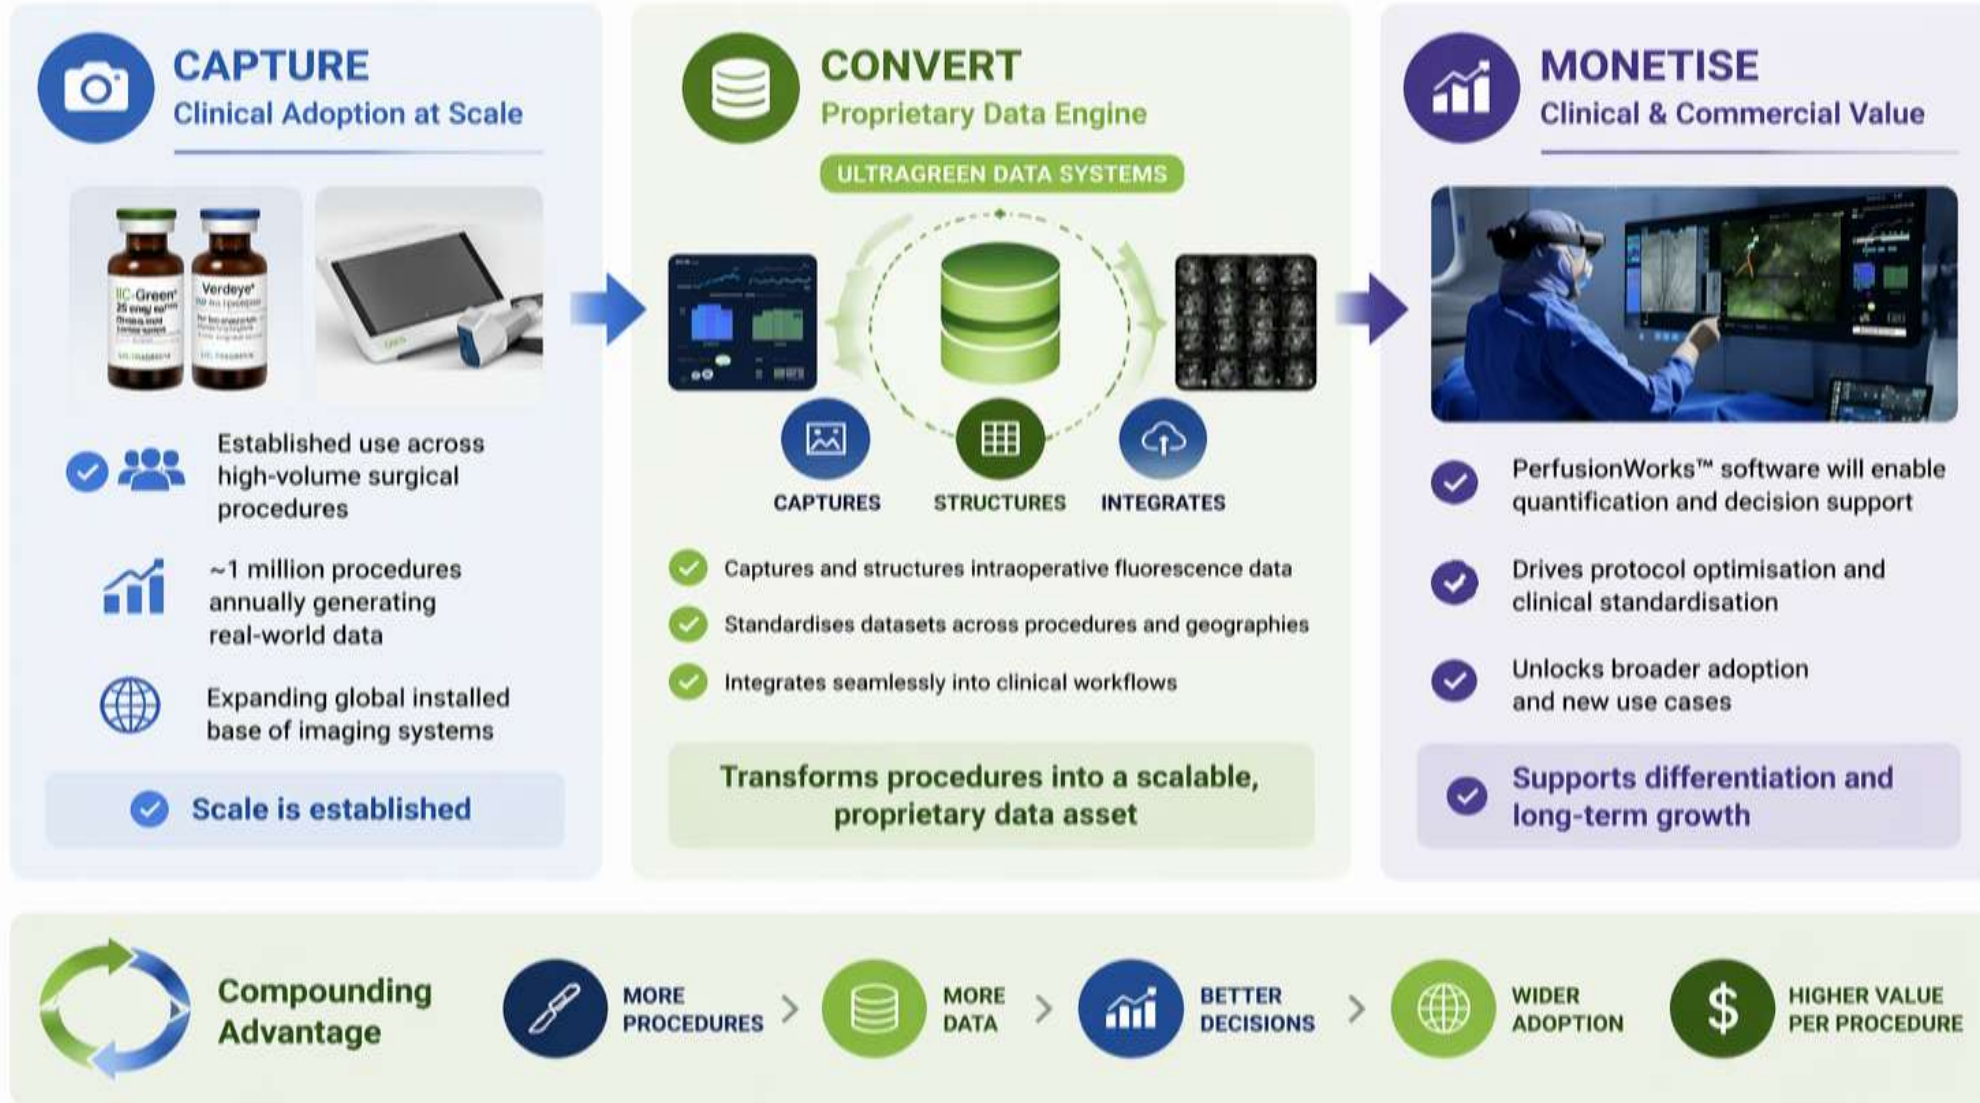 CAPTURE
Clinical Adoption at Scale
Verdeye
Established use across
high-volume surgical
procedures
~1 million procedures
annually generating
real-world data
Expanding global installed
base of imaging systems
Scale is established
CONVERT
Proprietary Data Engine
ULTRAGREEN DATA SYSTEMS
CAPTURES
STRUCTURES
INTEGRATES
Captures and structures intraoperative fluorescence data
Standardises datasets across procedures and geographies
Integrates seamlessly into clinical workflows
Transforms procedures into a scalable,
proprietary data asset
MONETISE
Clinical & Commercial Value
PerfusionWorks™ software will enable
quantification and decision support
Drives protocol optimisation and
clinical standardisation
Unlocks broader adoption
and new use cases
Supports differentiation and
long-term growth
Compounding
Advantage
MORE
PROCEDURES
MORE
DATA
BETTER
DECISIONS
WIDER
ADOPTION
$
HIGHER VALUE
PER PROCEDURE